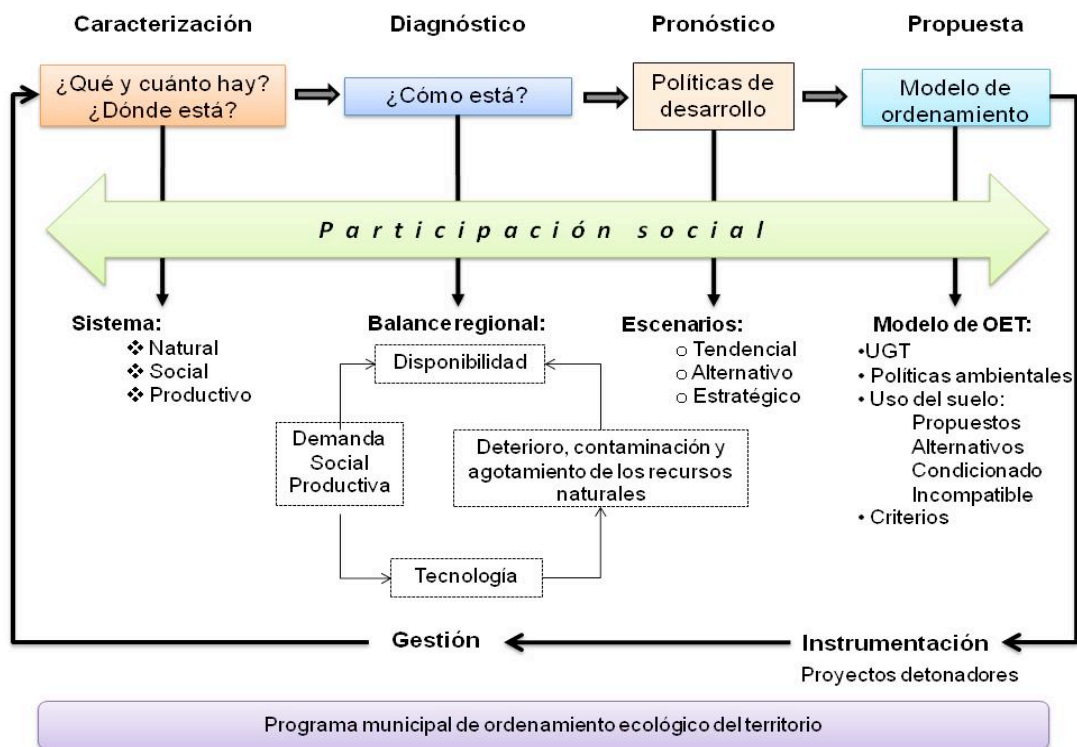 Caracterización
Diagnóstico
Pronóstico
Propuesta
¿Qué y cuánto hay?
¿Dónde está?
¿Cómo está?
Políticas de
desarrollo
Modelo de
ordenamiento
Participación social
Sistema:
❖ Natural
❖ Social
❖ Productivo
Balance regional:
Disponibilidad
Demanda
Social
Productiva
Deterioro, contaminación y
agotamiento de los recursos
naturales
Tecnología
Escenarios:
o Tendencial
o Alternativo
o Estratégico
Modelo de OET:
•UGT
• Políticas ambientales
• Uso del suelo:
Propuestos
Alternativos
Condicionado
Incompatible
• Criterios
Gestión
Instrumentación
Proyectos detonadores
Programa municipal de ordenamiento ecológico del territorio